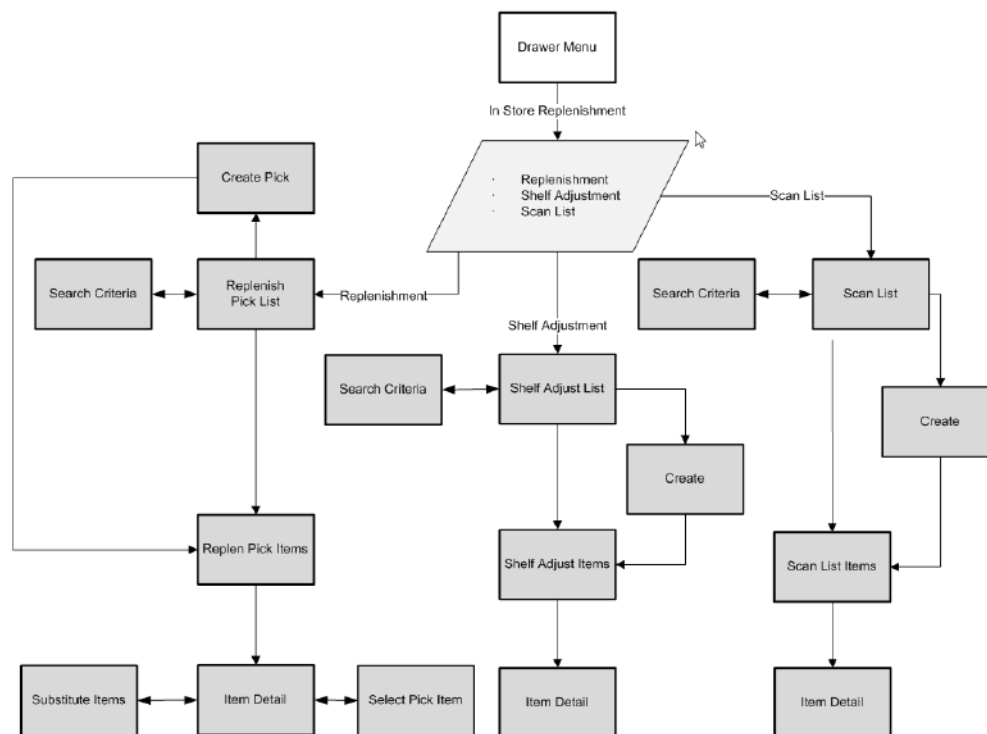 Drawer Menu
In Store Replenishment
· Replenishment
· Shelf Adjustment
· Scan List
Scan List
Create Pick
Search Criteria
Replenish
Pick List
Replenishment
Search Criteria
Scan List
Shelf Adjustment
Search Criteria
Shelf Adjust List
Create
Create
Replen Pick Items
Shelf Adjust Items
Scan List Items
Substitute Items
Item Detail
Select Pick Item
Item Detail
Item Detail